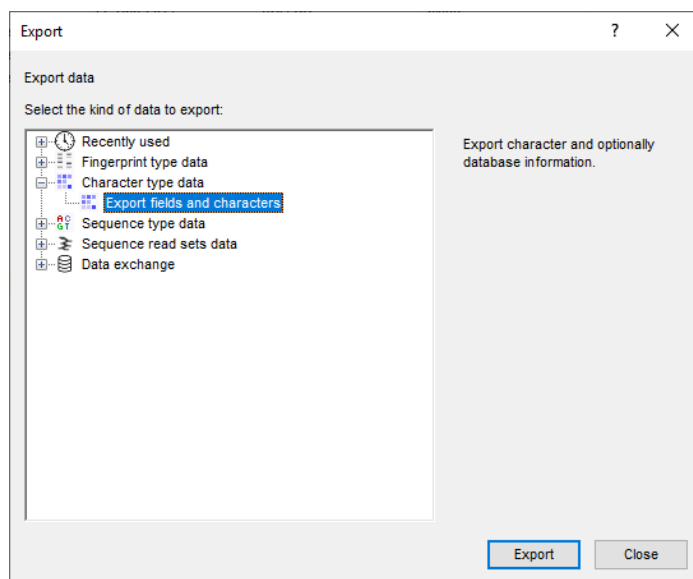 Export
?
Export data
Select the kind of data to export:
Recently used
Fingerprint type data
Character type data
Export fields and characters
Sequence type data
Sequence read sets data
Data exchange
Export character and optionally
database information.
Export
Close